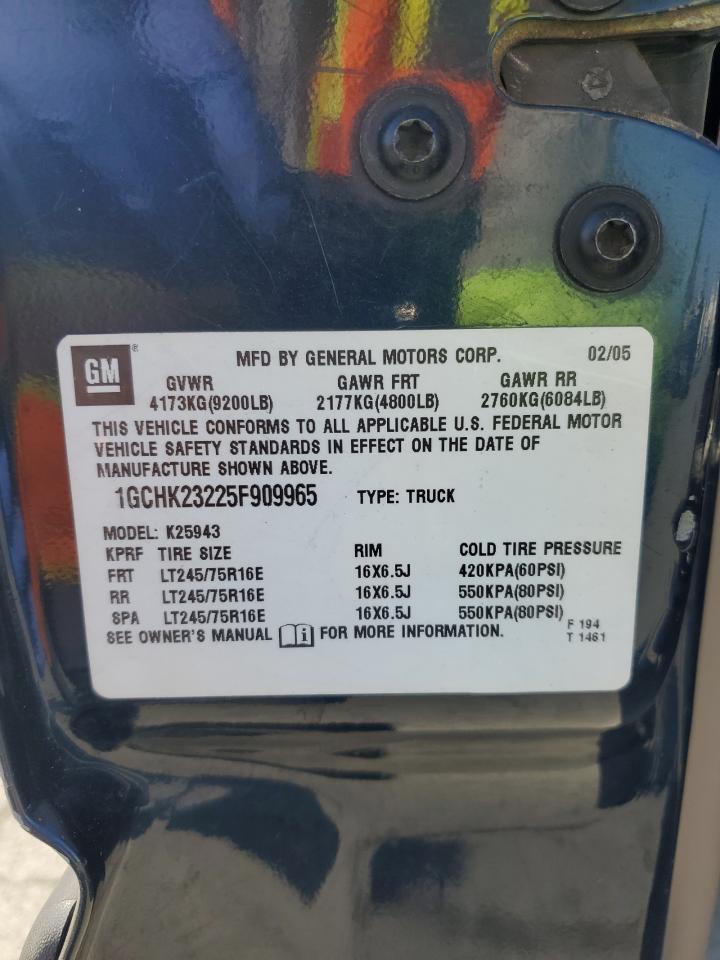 GM ® MFD BY GENERAL MOTORS CORP. 02/05
GVWR GAWR FRT GAWR RR
4173KG(9200LB) 2177KG(4800LB) 2760KG(6084LB)
THIS VEHICLE CONFORMS TO ALL APPLICABLE U.S. FEDERAL MOTOR
VEHICLE SAFETY STANDARDS IN EFFECT ON THE DATE OF
MANUFACTURE SHOWN ABOVE.
1GCHK23225F909965 TYPE: TRUCK
MODEL: K25943
KPRF TIRE SIZE RIM COLD TIRE PRESSURE
FRT LT245/75R16E 16X6.5J 420KPA(60PSI)
RR LT245/75R16E 16X6.5J 550KPA(80PSI)
SPA LT245/75R16E 16X6.5J 550KPA(80PSI)
SEE OWNER'S MANUAL i FOR MORE INFORMATION. F 194
T 1461